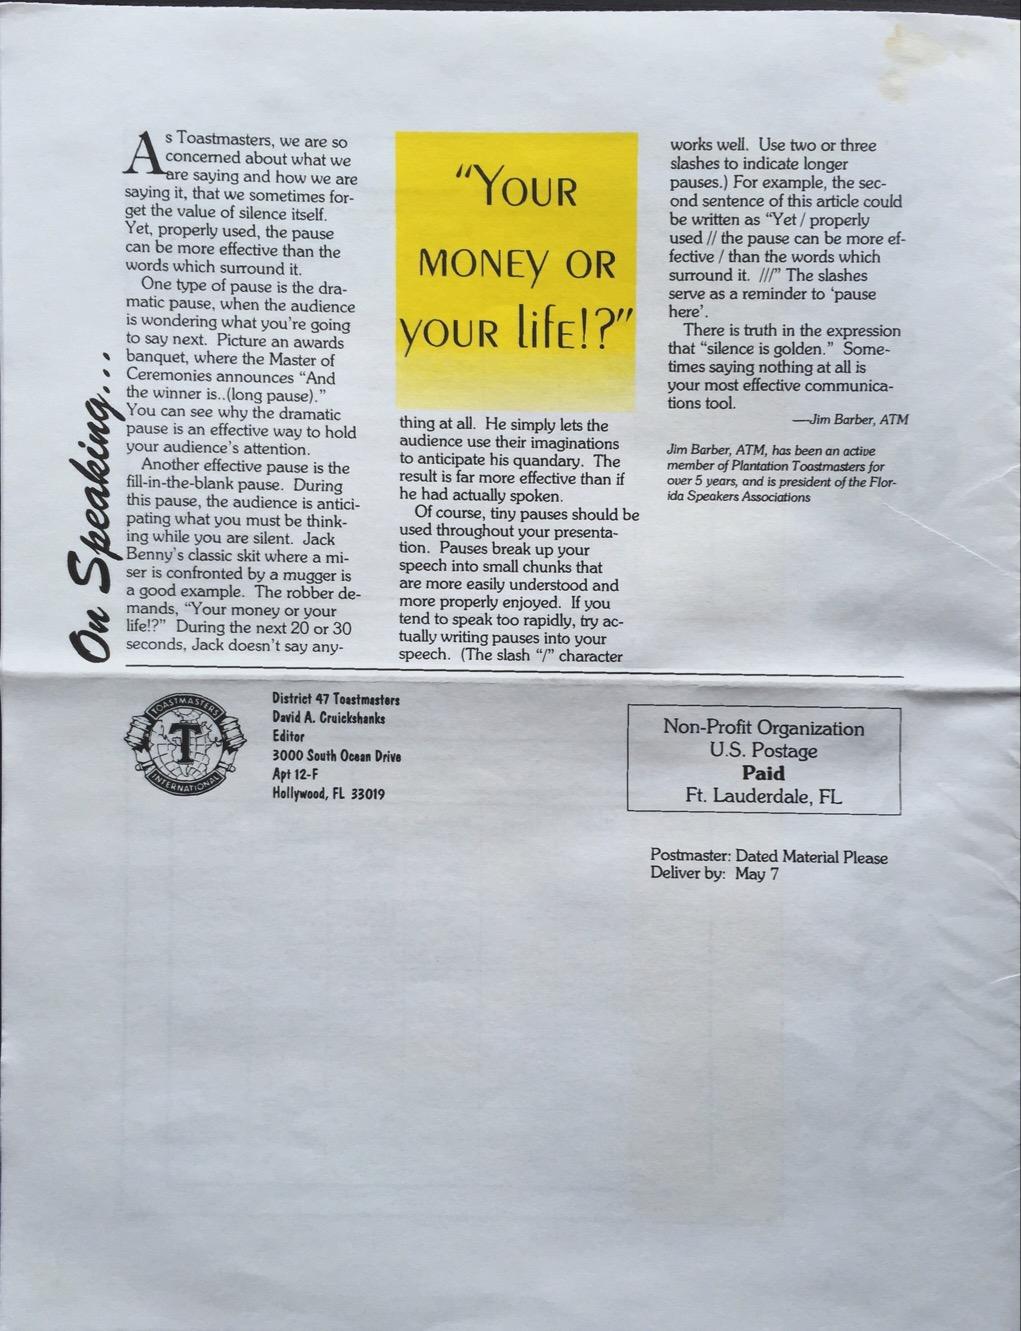 On Speaking...
As Toastmasters, we are so
concerned about what we
are saying and how we are
saying it, that we sometimes for-
get the value of silence itself.
Yet, properly used, the pause
can be more effective than the
words which surround it.
One type of pause is the dra-
matic pause, when the audience
is wondering what you're going
to say next. Picture an awards
banquet, where the Master of
Ceremonies announces "And
the winner is..(long pause)."
You can see why the dramatic
pause is an effective way to hold
your audience's attention.
Another effective pause is the
fill-in-the-blank pause. During
this pause, the audience is antici-
pating what you must be think-
ing while you are silent. Jack
Benny's classic skit where a mi-
ser is confronted by a mugger is
a good example. The robber de-
mands, "Your money or your
life!?" During the next 20 or 30
seconds, Jack doesn't say any-
"YOUR
MONEY OR
YOUR life!?"
thing at all. He simply lets the
audience use their imaginations
to anticipate his quandary. The
result is far more effective than if
he had actually spoken.
Of course, tiny pauses should be
used throughout your presenta-
tion. Pauses break up your
speech into small chunks that
are more easily understood and
more properly enjoyed. If you
tend to speak too rapidly, try ac-
tually writing pauses into your
speech. (The slash "/" character
works well. Use two or three
slashes to indicate longer
pauses.) For example, the sec-
ond sentence of this article could
be written as "Yet / properly
used // the pause can be more ef-
fective / than the words which
surround it. ///" The slashes
serve as a reminder to 'pause
here'.
There is truth in the expression
that "silence is golden." Some-
times saying nothing at all is
your most effective communica-
tions tool.
—Jim Barber, ATM
Jim Barber, ATM, has been an active
member of Plantation Toastmasters for
over 5 years, and is president of the Flor-
ida Speakers Associations
TOASTMASTERS
T
INTERNATIONAL
District 47 Toastmasters
David A. Cruickshanks
Editor
3000 South Ocean Drive
Apt 12-F
Hollywood, FL 33019
Non-Profit Organization
U.S. Postage
Paid
Ft. Lauderdale, FL
Postmaster: Dated Material Please
Deliver by: May 7